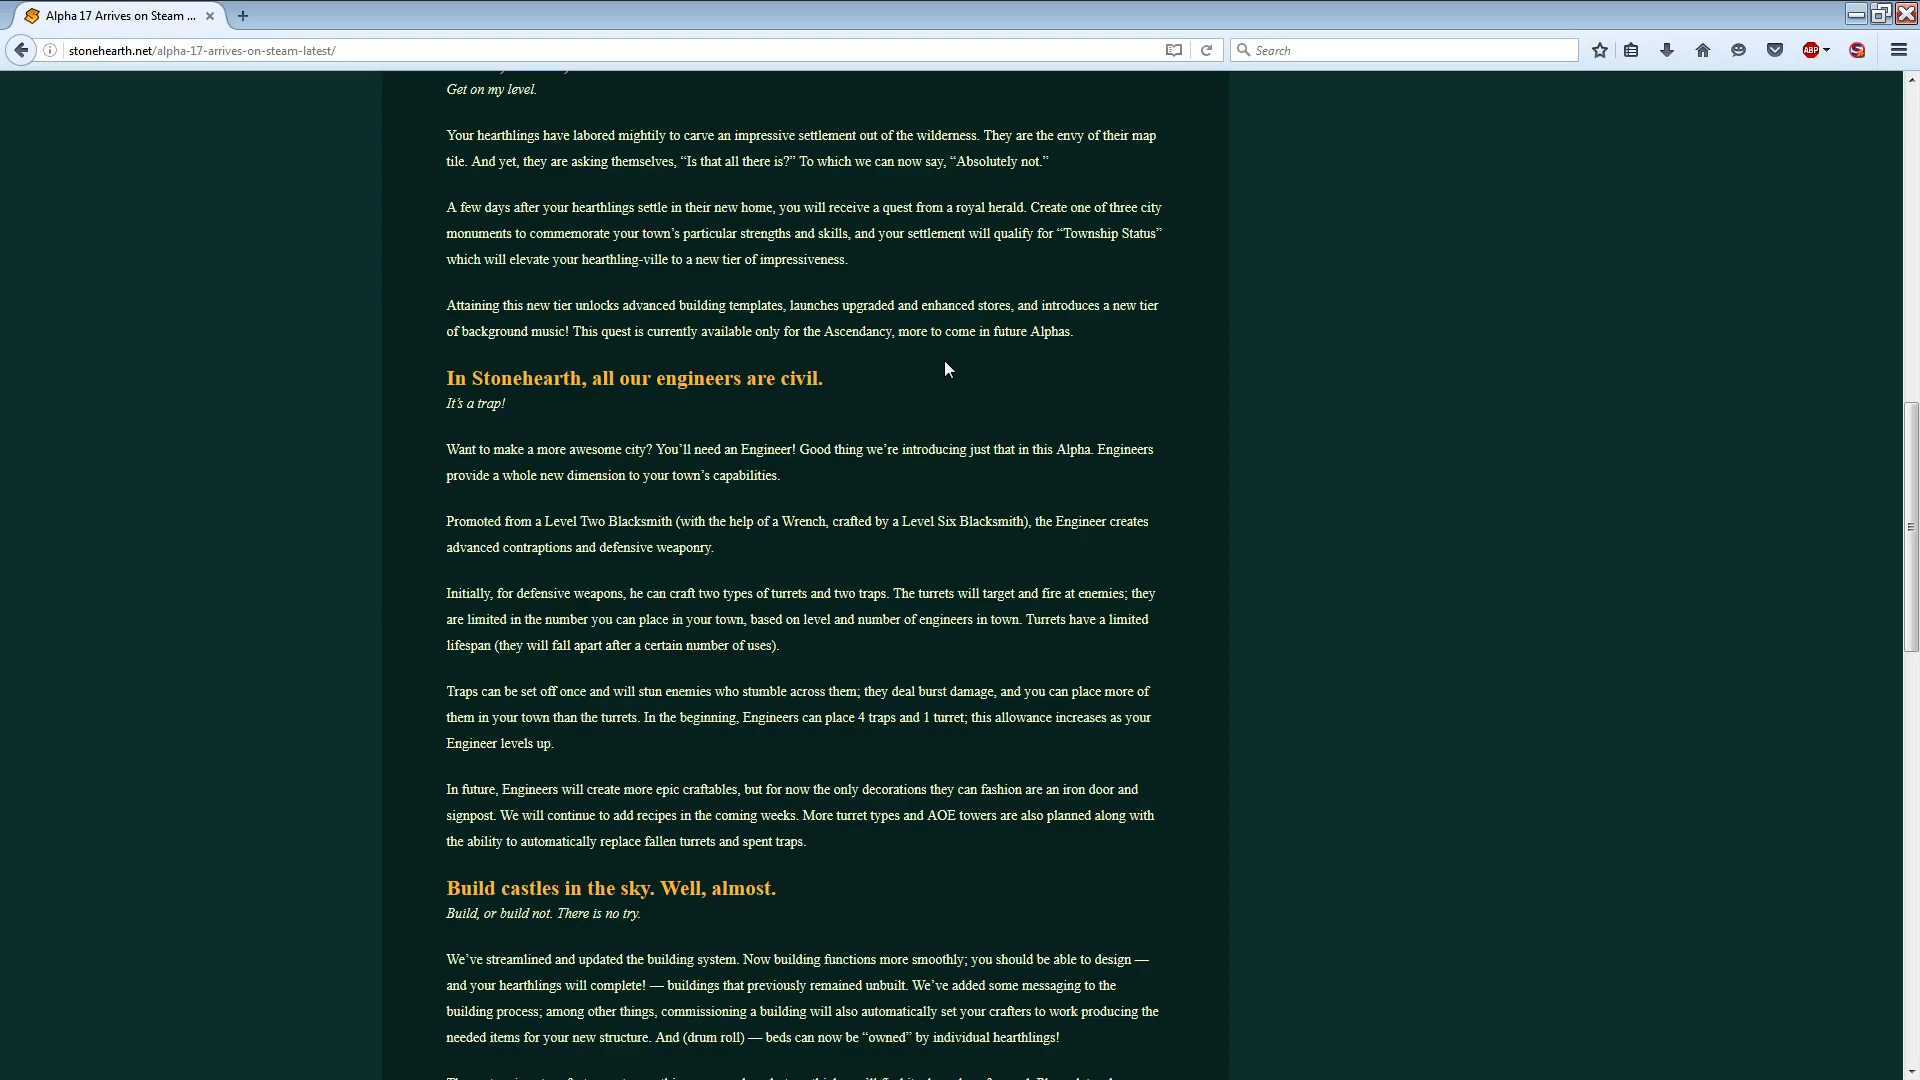 Alpha 17 Arrives on Steam ...
stonehearth.net/alpha-17-arrives-on-steam-latest/
Search
ABP
Get on my level.
Your hearthlings have labored mightily to carve an impressive settlement out of the wilderness. They are the envy of their map
tile. And yet, they are asking themselves, “Is that all there is?” To which we can now say, “Absolutely not.”
A few days after your hearthlings settle in their new home, you will receive a quest from a royal herald. Create one of three city
monuments to commemorate your town’s particular strengths and skills, and your settlement will qualify for “Township Status”
which will elevate your hearthling-ville to a new tier of impressiveness.
Attaining this new tier unlocks advanced building templates, launches upgraded and enhanced stores, and introduces a new tier
of background music! This quest is currently available only for the Ascendancy, more to come in future Alphas.
In Stonehearth, all our engineers are civil.
It’s a trap!
Want to make a more awesome city? You’ll need an Engineer! Good thing we’re introducing just that in this Alpha. Engineers
provide a whole new dimension to your town’s capabilities.
Promoted from a Level Two Blacksmith (with the help of a Wrench, crafted by a Level Six Blacksmith), the Engineer creates
advanced contraptions and defensive weaponry.
Initially, for defensive weapons, he can craft two types of turrets and two traps. The turrets will target and fire at enemies; they
are limited in the number you can place in your town, based on level and number of engineers in town. Turrets have a limited
lifespan (they will fall apart after a certain number of uses).
Traps can be set off once and will stun enemies who stumble across them; they deal burst damage, and you can place more of
them in your town than the turrets. In the beginning, Engineers can place 4 traps and 1 turret; this allowance increases as your
Engineer levels up.
In future, Engineers will create more epic craftables, but for now the only decorations they can fashion are an iron door and
signpost. We will continue to add recipes in the coming weeks. More turret types and AOE towers are also planned along with
the ability to automatically replace fallen turrets and spent traps.
Build castles in the sky. Well, almost.
Build, or build not. There is no try.
We’ve streamlined and updated the building system. Now building functions more smoothly; you should be able to design —
and your hearthlings will complete! — buildings that previously remained unbuilt. We’ve added some messaging to the
building process; among other things, commissioning a building will also automatically set your crafters to work producing the
needed items for your new structure. And (drum roll) — beds can now be “owned” by individual hearthlings!